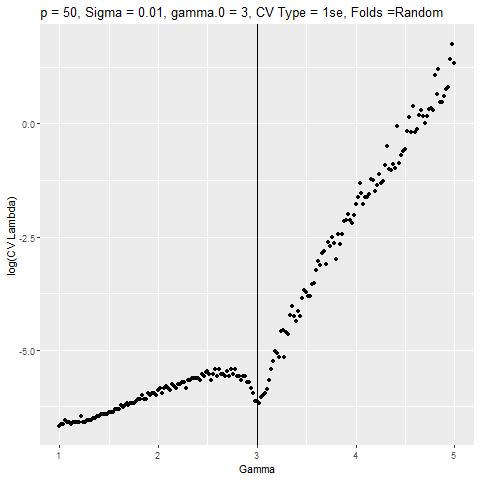 p = 50, Sigma = 0.01, gamma.0 = 3, CV Type = 1se, Folds =Random
0.0
-2.5
-5.0
log(CV Lambda)
1 2 3 4 5
Gamma